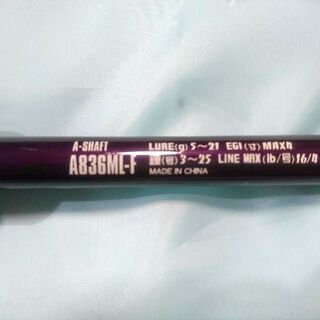 A-SHAFT
A836ML-F
LURE(g) 5~21 EGI(寸) MAX4
(号) 3~25 LINE MAX(lb/号) 16/4
MADE IN CHINA